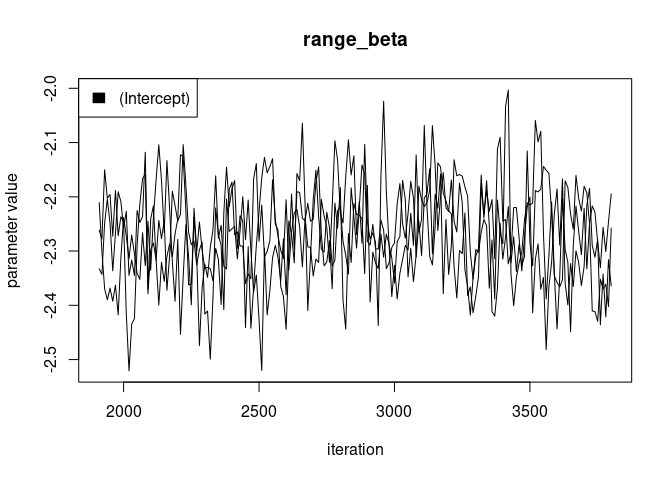 range_beta
(Intercept)
parameter value
-2.0
-2.1
-2.2
-2.3
-2.4
-2.5
2000
2500
3000
3500
iteration